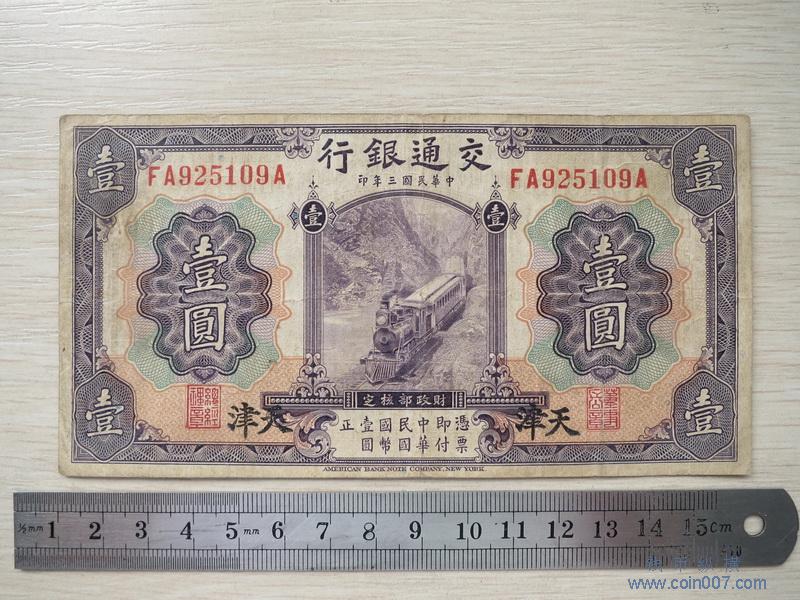 行銀通交
印年三國民華中
FA925109A
FA925109A
壹
壹
壹
壹
壹圓
壹圓
定核部政財
津天
津天
正壹國民中即憑
圓幣國華付票
壹
壹
AMERICAN BANK NOTE COMPANY, NEW YORK.
½mm 1 2 3 4 5mm 6 7 8 9 10 11 12 13 14 15cm
www.coin007.com